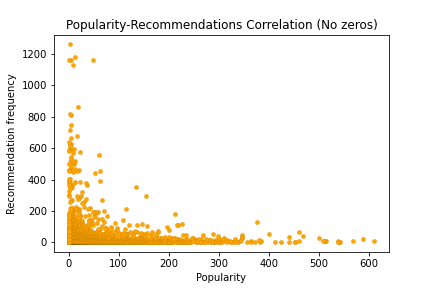 Popularity-Recommendations Correlation (No zeros)
1200
1000
800
600
400
200
0
Recommendation frequency
0 100 200 300 400 500 600
Popularity